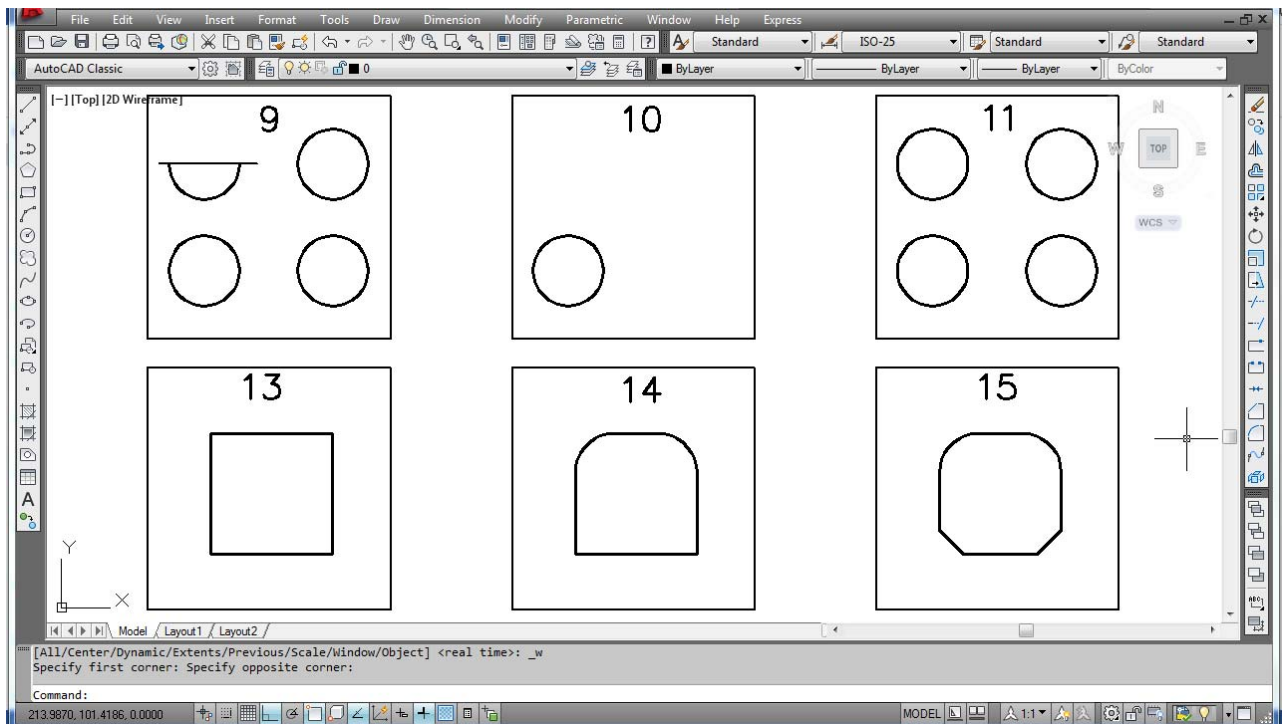 File Edit View Insert Format Tools Draw Dimension Modify Parametric Window Help Express
Standard ISO-25 Standard Standard
AutoCAD Classic 0 ByLayer ByLayer ByLayer ByColor
[−] [Top] [2D Wireframe]
9 10 11
N
W TOP E
S
WCS
13 14 15
A
Y
X
Model Layout1 Layout2
[All/Center/Dynamic/Extents/Previous/Scale/Window/Object] <real time>: _w
Specify first corner: Specify opposite corner:
Command:
213.9870, 101.4186, 0.0000 MODEL 1:1